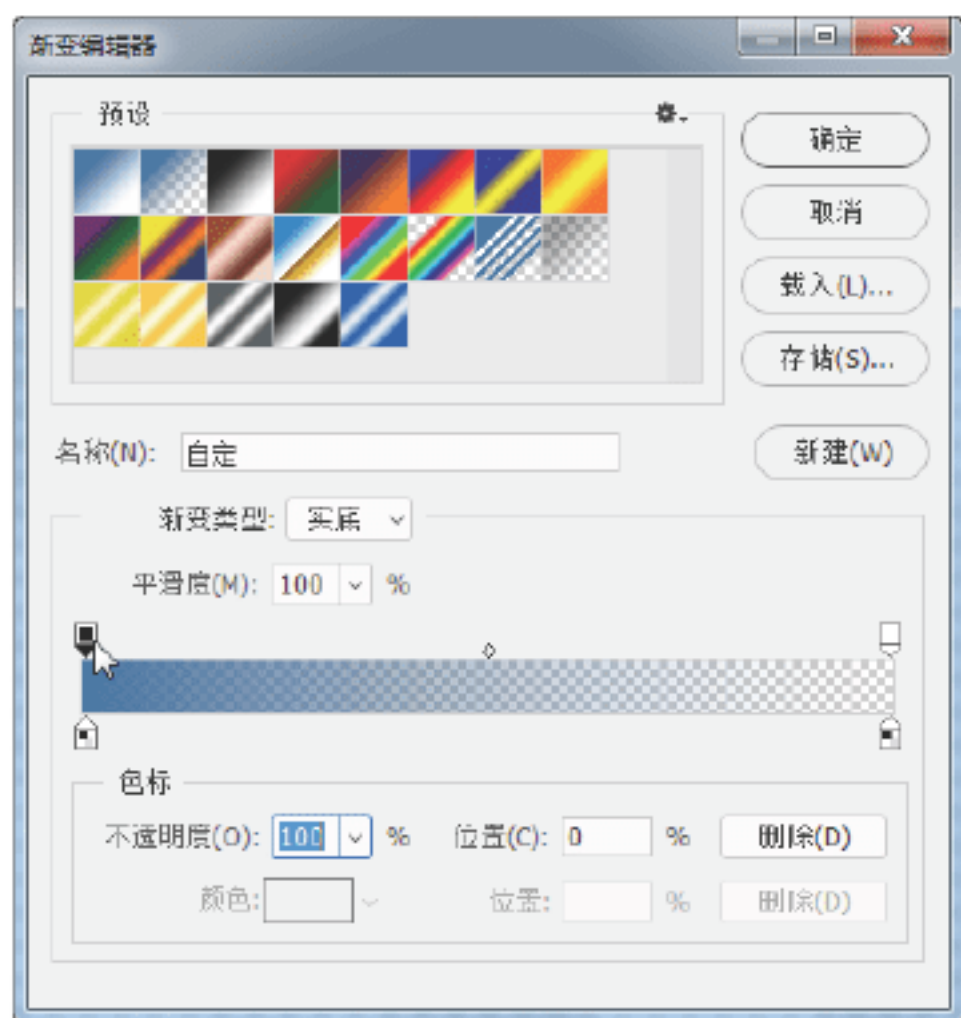 渐变编辑器
预设
确定
取消
载入(L)...
存储(S)...
名称(N): 自定
新建(W)
渐变类型: 实底
平滑度(M): 100 %
色标
不透明度(O): 100 % 位置(C): 0 % 删除(D)
颜色: 位置: % 删除(D)